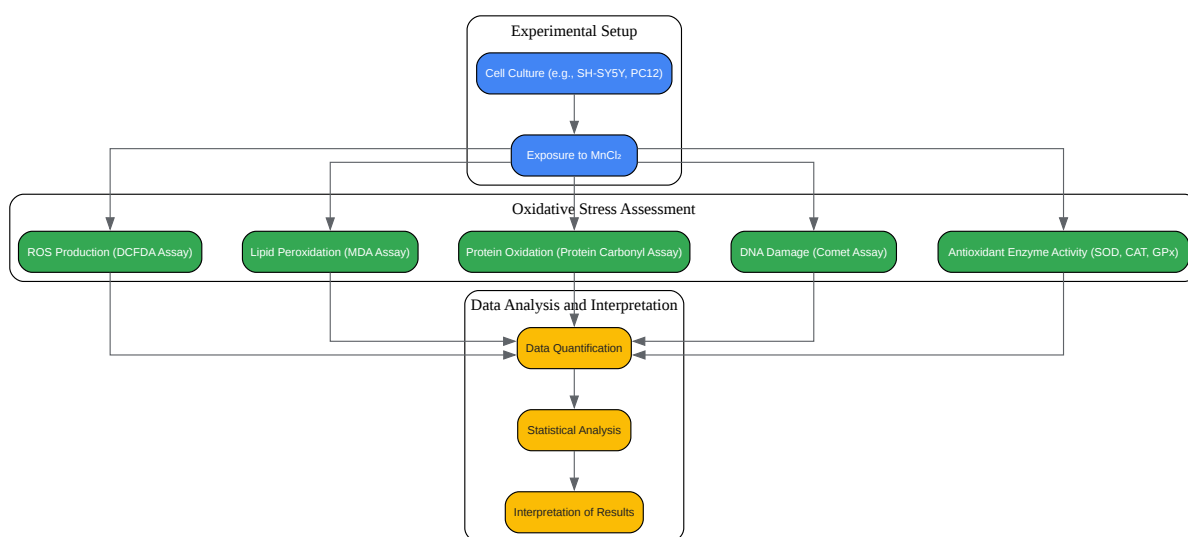 Experimental Setup
Cell Culture (e.g., SH-SY5Y, PC12)
Exposure to MnCl₂
Oxidative Stress Assessment
ROS Production (DCFDA Assay)
Lipid Peroxidation (MDA Assay)
Protein Oxidation (Protein Carbonyl Assay)
DNA Damage (Comet Assay)
Antioxidant Enzyme Activity (SOD, CAT, GPx)
Data Analysis and Interpretation
Data Quantification
Statistical Analysis
Interpretation of Results